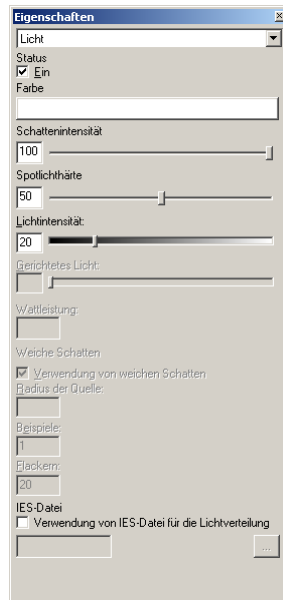 Eigenschaften
Licht
Status
Ein
Farbe
Schattenintensität
100
Spotlichthärte
50
Lichtintensität:
20
Gerichtetes Licht:
Wattleistung:
Weiche Schatten
Verwendung von weichen Schatten
Radius der Quelle:
Beispiele:
1
Flackern:
20
IES-Datei
Verwendung von IES-Datei für die Lichtverteilung
...